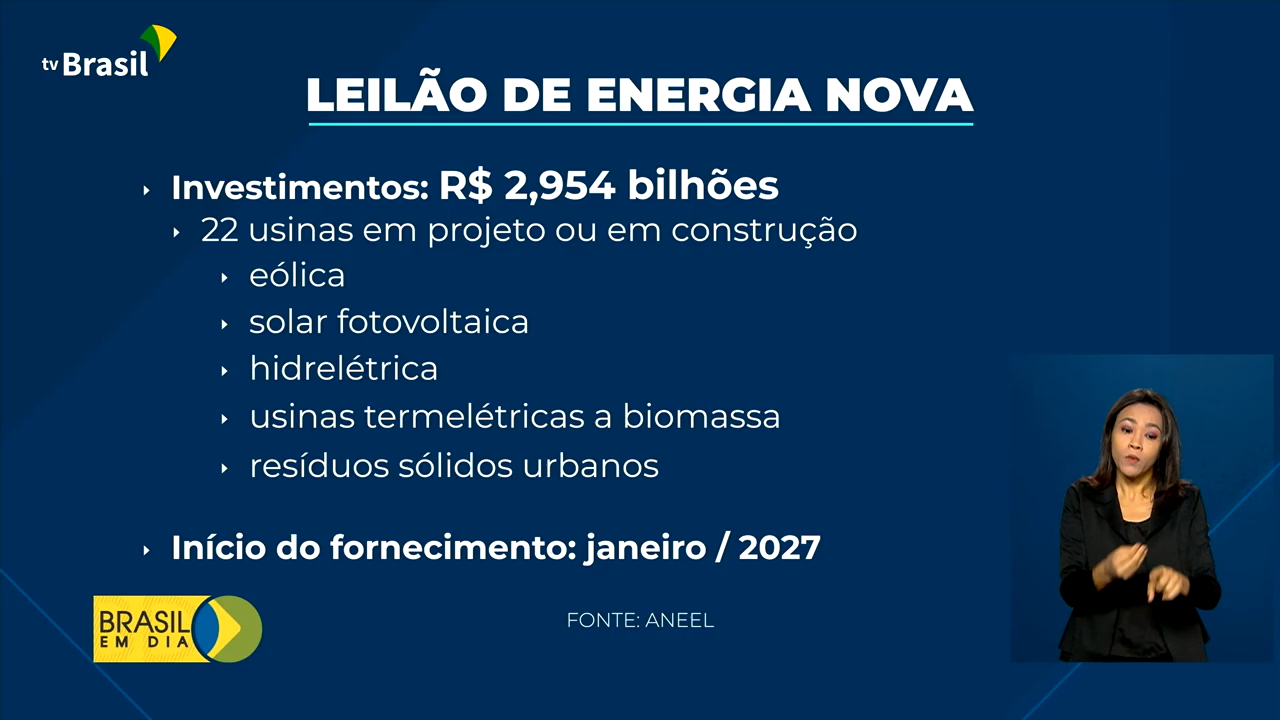 tv Brasil
LEILÃO DE ENERGIA NOVA
Investimentos: R$ 2,954 bilhões
22 usinas em projeto ou em construção
eólica
solar fotovoltaica
hidrelétrica
usinas termelétricas a biomassa
resíduos sólidos urbanos
Início do fornecimento: janeiro / 2027
BRASIL
EM DIA
FONTE: ANEEL